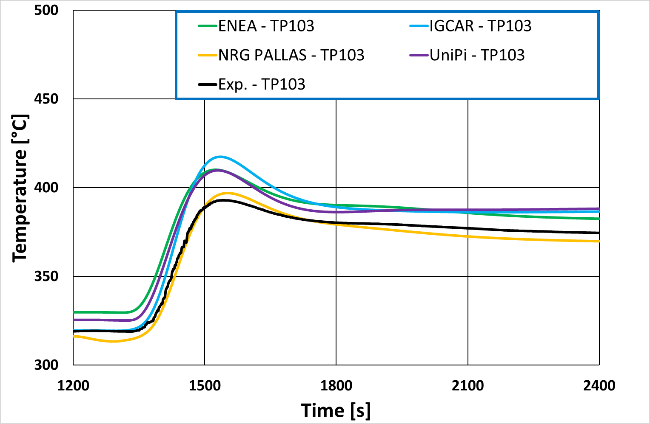 ENEA - TP103
IGCAR - TP103
NRG PALLAS - TP103
UniPi - TP103
Exp. - TP103
Temperature [°C]
500
450
400
350
300
1200
1500
1800
2100
2400
Time [s]